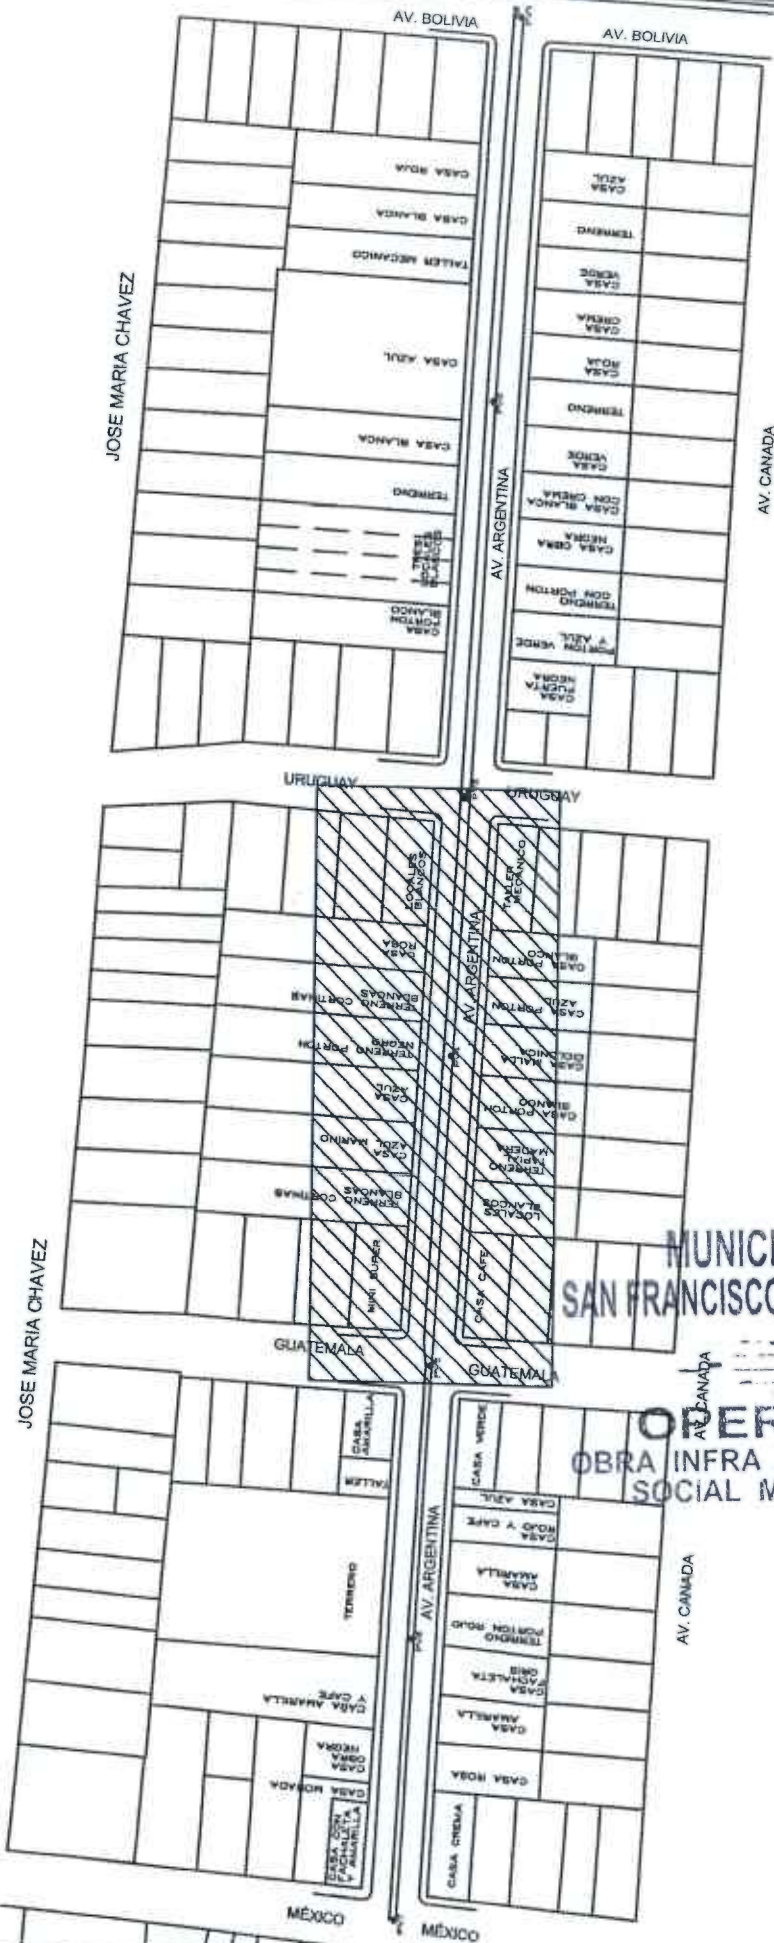 AV. BOLIVIA
AV. BOLIVIA
CASA ROJA
CASA BLANCA
TALLER MECANICO
CASA AZUL
CASA BLANCA
TERRENO
TRES
LOCALES
BLANCOS
CASA
PORTON
BLANCO
CASA
AZUL
TERRENO
CASA
VERDE
CASA
CREMA
CASA
ROJA
TERRENO
CASA
VERDE
CASA BLANCA
CON CREMA
CASA OBRA
NEGRA
TERRENO
CON PORTON
PORTON VERDE
Y AZUL
CASA
PUERTA
NEGRA
JOSE MARIA CHAVEZ
AV. ARGENTINA
AV. CANADA
URUGUAY
URUGUAY
LOCALES
BLANCOS
CASA
ROSA
TERRENO CORTINAS
BLANCAS
TERRENO PORTON
NEGRO
CASA
AZUL
CASA
AZUL MARINO
TERRENO CORTINAS
BLANCAS
MINI SUPER
TALLER
MECANICO
CASA PORTON
BLANCO
CASA PORTON
AZUL
CASA MALLA
CICLONICA
CASA PORTON
BLANCO
TERRENO
TAPIAL
MADERA
LOCALES
BLANCOS
CASA CAFE
AV. ARGENTINA
JOSE MARIA CHAVEZ
MUNICI
SAN FRANCISCO
GUATEMALA
GUATEMALA
AV. CANADA
OBRA INFRA
SOCIAL M
CASA
AMARILLA
TALLER
TERRENO
CASA AMARILLA
Y CAFE
CASA
OBRA
NEGRA
CASA MORADA
CASA CON
FACHALETA
Y AMARILLA
CASA VERDE
CASA AZUL
CASA
ROJO Y CAFE
CASA
AMARILLA
TERRENO
PORTON ROJO
CASA
FACHALETA
GRIS
CASA
AMARILLA
CASA ROSA
CASA CREMA
AV. ARGENTINA
AV. CANADA
MÉXICO
MÉXICO